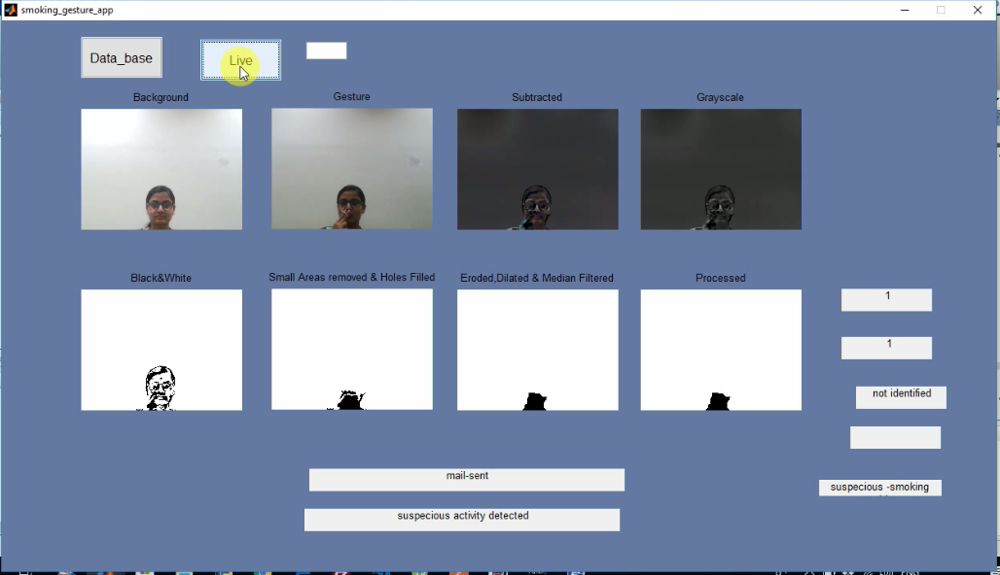 smoking_gesture_app
Data_base
Live
Background
Gesture
Subtracted
Grayscale
Black&White
Small Areas removed & Holes Filled
Eroded,Dilated & Median Filtered
Processed
1
1
not identified
mail-sent
suspecious -smoking
suspecious activity detected